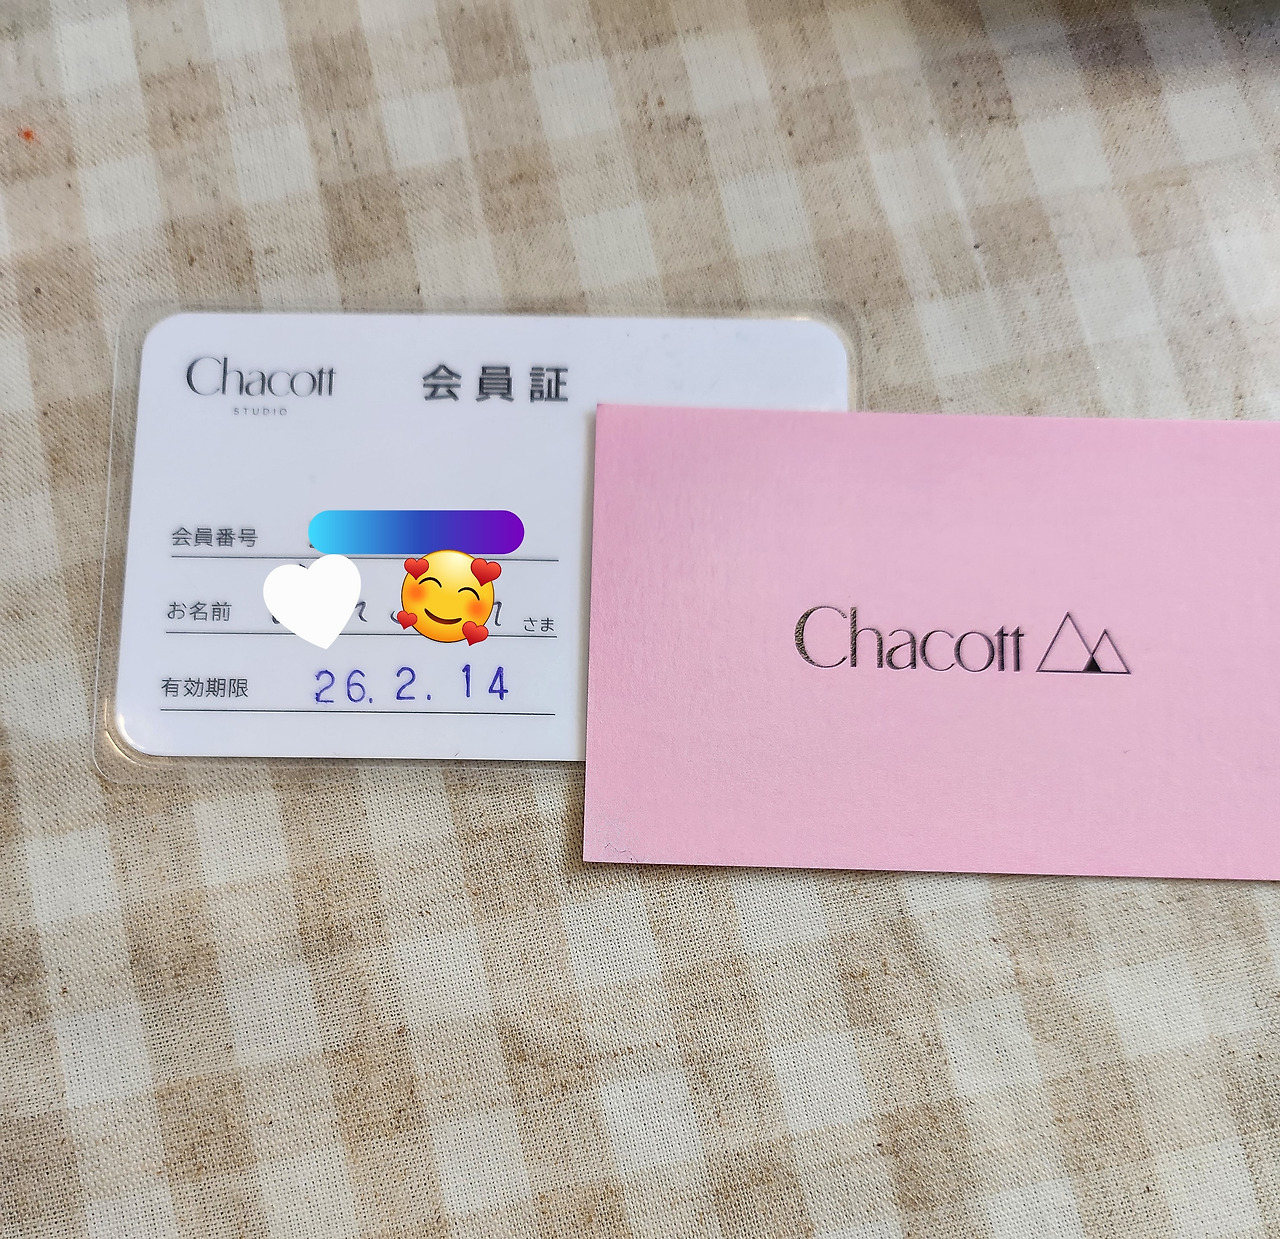 Chacott
STUDIO
会員証
会員番号
お名前 さま
有効期限 26.2.14
Chacott